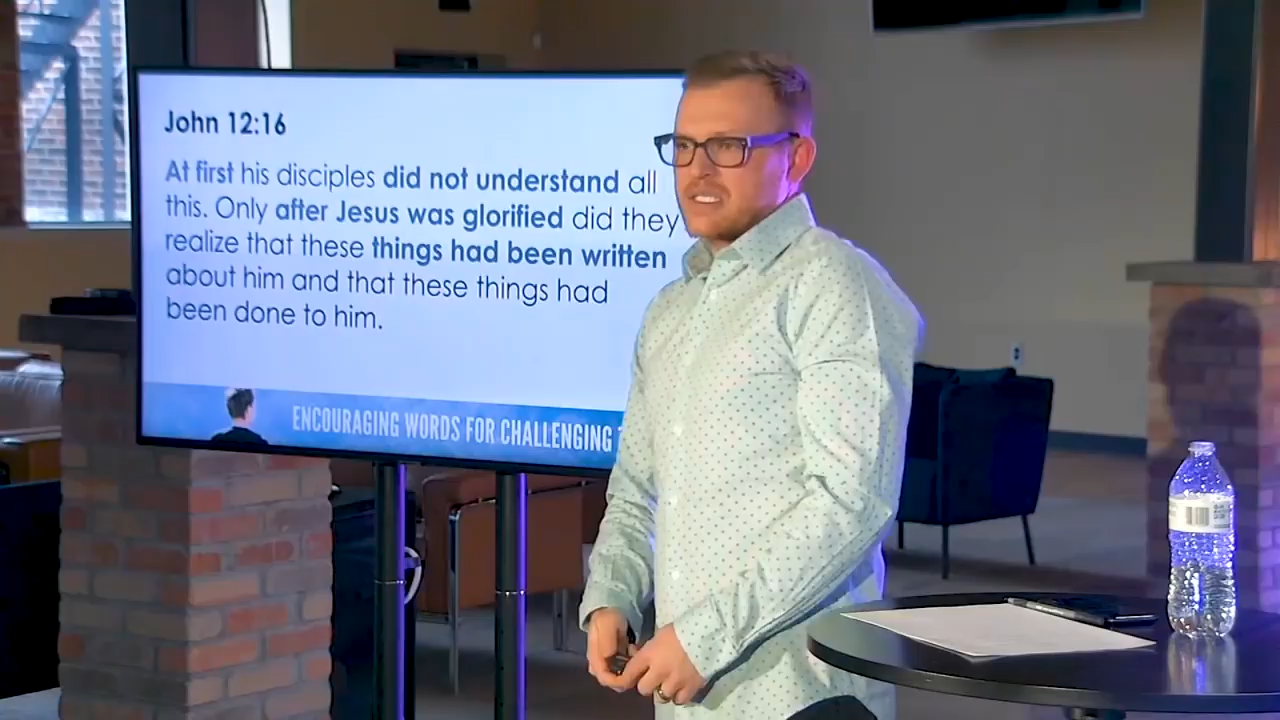 John 12:16
At first his disciples did not understand all
this. Only after Jesus was glorified did they
realize that these things had been written
about him and that these things had
been done to him.
ENCOURAGING WORDS FOR CHALLENGING